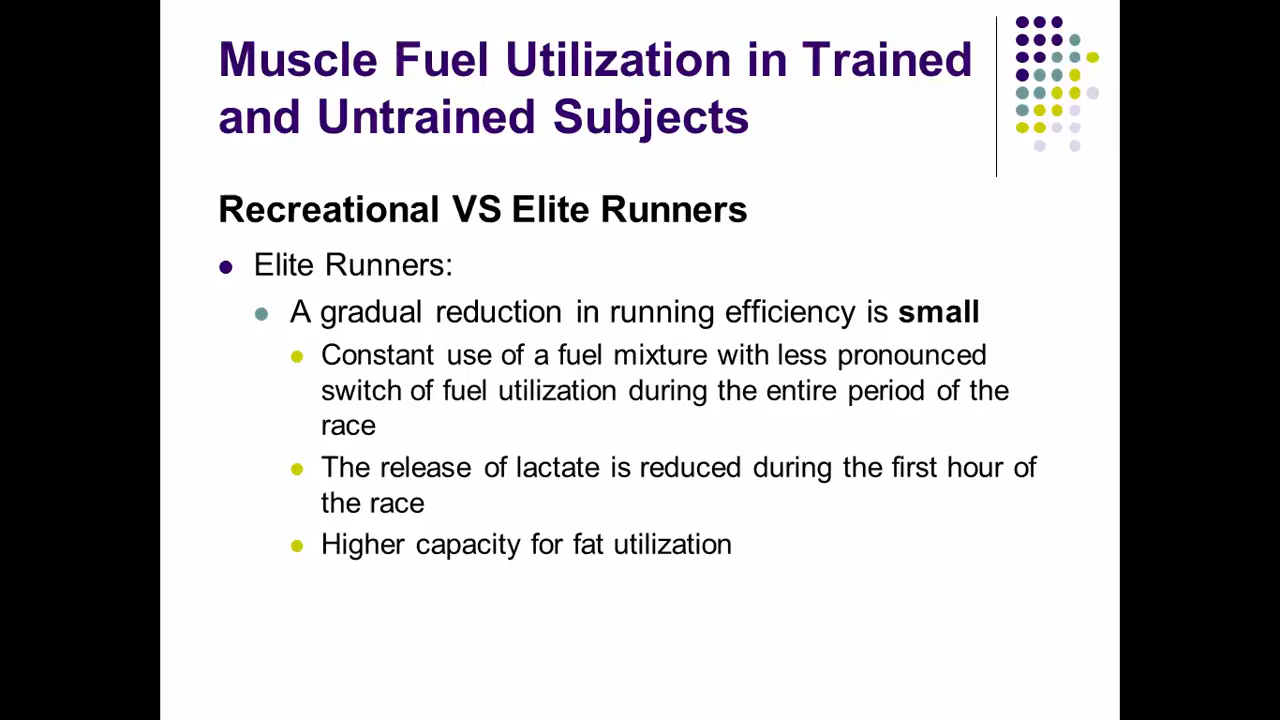 Muscle Fuel Utilization in Trained
and Untrained Subjects
Recreational VS Elite Runners
Elite Runners:
A gradual reduction in running efficiency is small
Constant use of a fuel mixture with less pronounced
switch of fuel utilization during the entire period of the
race
The release of lactate is reduced during the first hour of
the race
Higher capacity for fat utilization